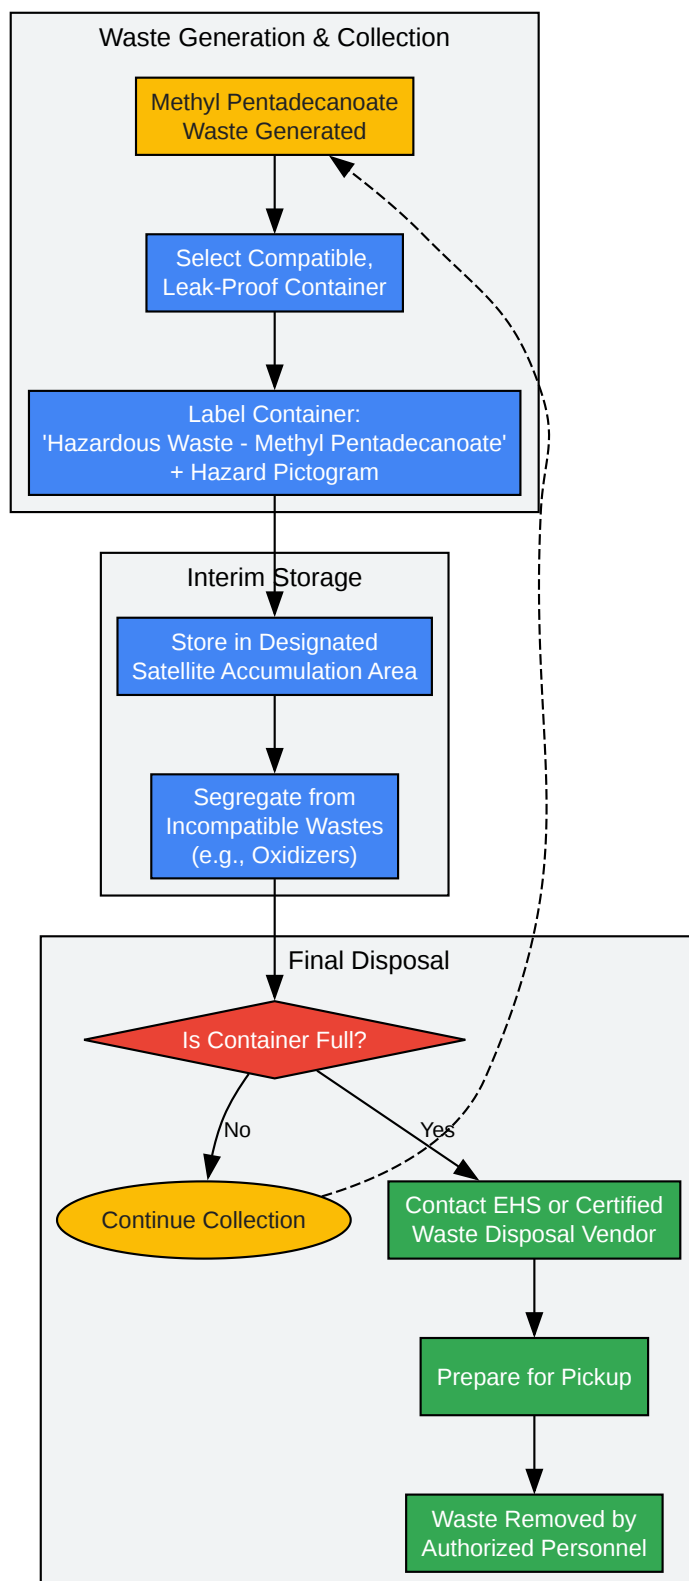 Waste Generation & Collection
Methyl Pentadecanoate
Waste Generated
Select Compatible,
Leak-Proof Container
Label Container:
'Hazardous Waste - Methyl Pentadecanoate'
+ Hazard Pictogram
Interim Storage
Store in Designated
Satellite Accumulation Area
Segregate from
Incompatible Wastes
(e.g., Oxidizers)
Final Disposal
Is Container Full?
No
Yes
Continue Collection
Contact EHS or Certified
Waste Disposal Vendor
Prepare for Pickup
Waste Removed by
Authorized Personnel